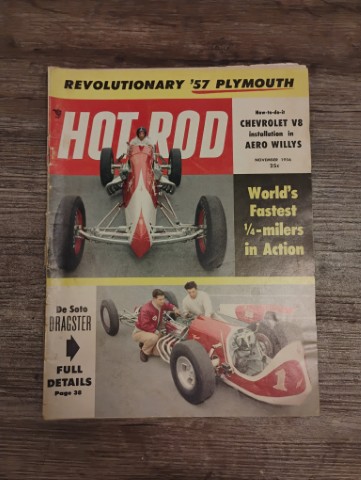 REVOLUTIONARY '57 PLYMOUTH
HOT ROD
How-to-do-it
CHEVROLET V8
installation in
AERO WILLYS
NOVEMBER 1956
25c
World's
Fastest
¼-milers
in Action
De Soto
DRAGSTER
FULL
DETAILS
Page 38
1